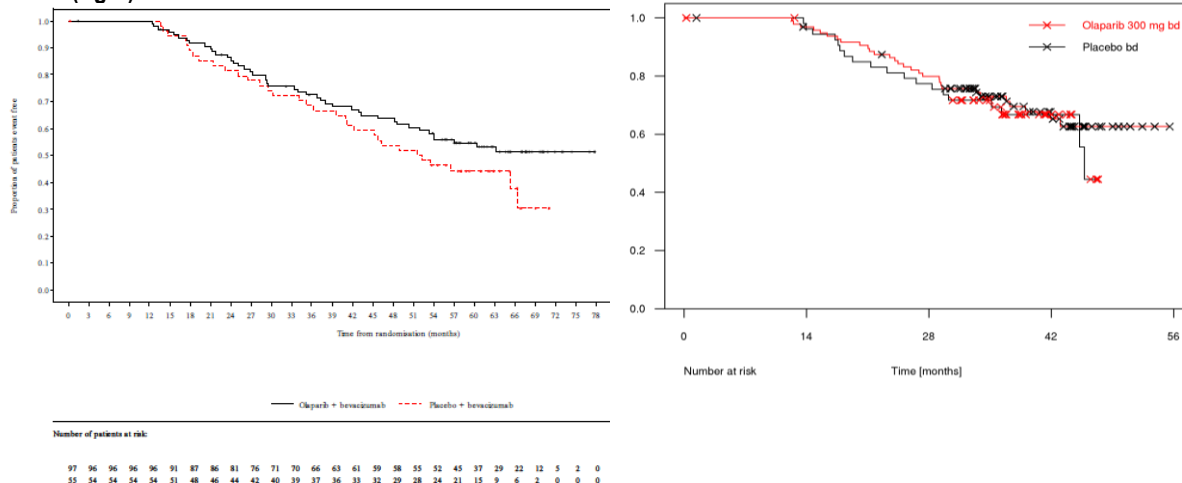 1.0
0.9
0.8
0.7
0.6
0.5
0.4
0.3
0.2
0.1
0.0
Proportion of patients event free
0 3 6 9 12 15 18 21 24 27 30 33 36 39 42 45 48 51 54 57 60 63 66 69 72 75 78
Time from randomisation (months)
Olaparib + bevacizumab Placebo + bevacizumab
Number of patients at risk:
97 96 96 96 96 91 87 86 81 76 71 70 66 63 61 59 58 55 52 45 37 29 22 12 5 2 0
55 54 54 54 54 51 48 46 44 42 40 39 37 36 33 32 29 28 24 21 15 9 6 2 0 0 0
1.0
0.8
0.6
0.4
0.2
0.0
Olaparib 300 mg bd
Placebo bd
0 14 28 42 56
Number at risk Time [months]